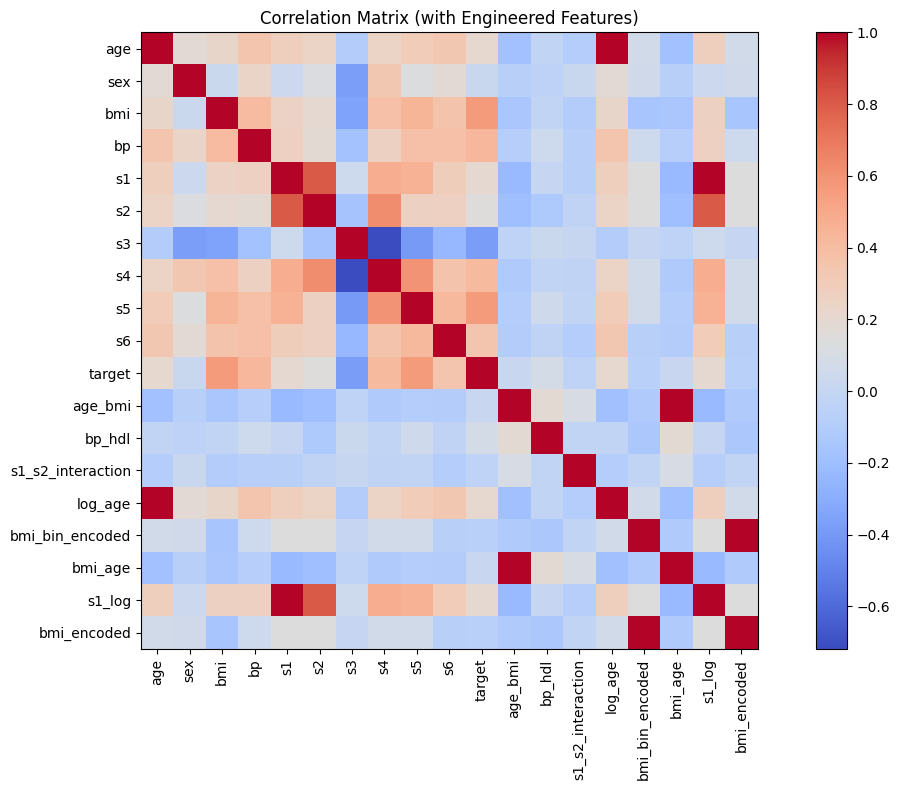 Correlation Matrix (with Engineered Features)
age
sex
bmi
bp
s1
s2
s3
s4
s5
s6
target
age_bmi
bp_hdl
s1_s2_interaction
log_age
bmi_bin_encoded
bmi_age
s1_log
bmi_encoded
age
sex
bmi
bp
s1
s2
s3
s4
s5
s6
target
age_bmi
bp_hdl
s1_s2_interaction
log_age
bmi_bin_encoded
bmi_age
s1_log
bmi_encoded
1.0
0.8
0.6
0.4
0.2
0.0
−0.2
−0.4
−0.6